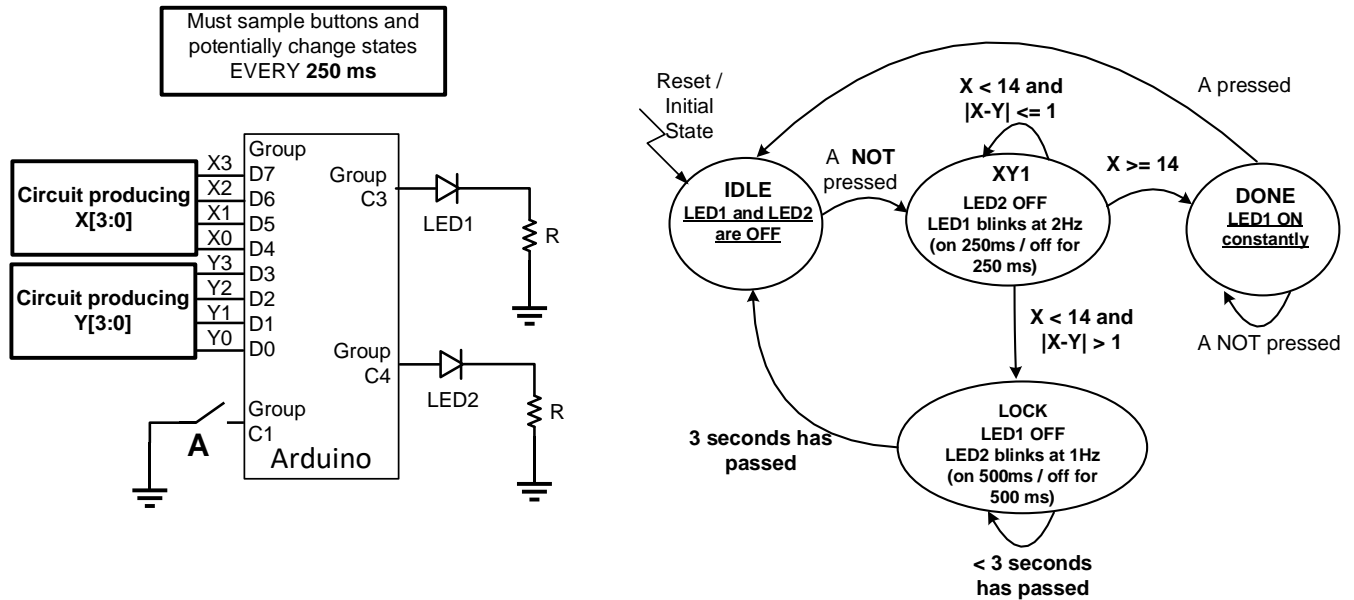 Must sample buttons and
potentially change states
EVERY 250 ms
Circuit producing
X[3:0]
Circuit producing
Y[3:0]
X3
X2
X1
X0
Y3
Y2
Y1
Y0
Group
D7
D6
D5
D4
D3
D2
D1
D0
Group
C1
A
Arduino
Group
C3
LED1
R
Group
C4
LED2
R
Reset /
Initial
State
IDLE
LED1 and LED2
are OFF
A NOT
pressed
X < 14 and
|X-Y| <= 1
XY1
LED2 OFF
LED1 blinks at 2Hz
(on 250ms / off for
250 ms)
X >= 14
A pressed
DONE
LED1 ON
constantly
A NOT pressed
X < 14 and
|X-Y| > 1
LOCK
LED1 OFF
LED2 blinks at 1Hz
(on 500ms / off for
500 ms)
3 seconds has
passed
< 3 seconds
has passed